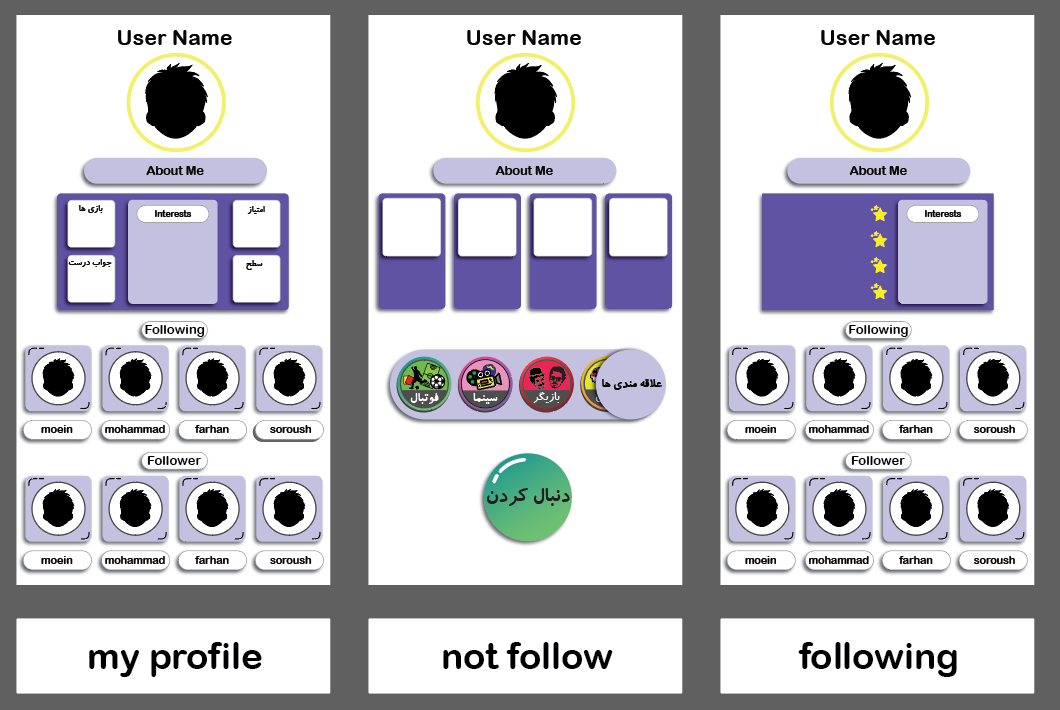 User Name
About Me
بازی ها
Interests
امتیاز
جواب درست
سطح
Following
moein
mohammad
farhan
soroush
Follower
moein
mohammad
farhan
soroush
my profile
User Name
About Me
فوتبال
سینما
بازیگر
علاقه مندی ها
دنبال کردن
not follow
User Name
About Me
Interests
Following
moein
mohammad
farhan
soroush
Follower
moein
mohammad
farhan
soroush
following